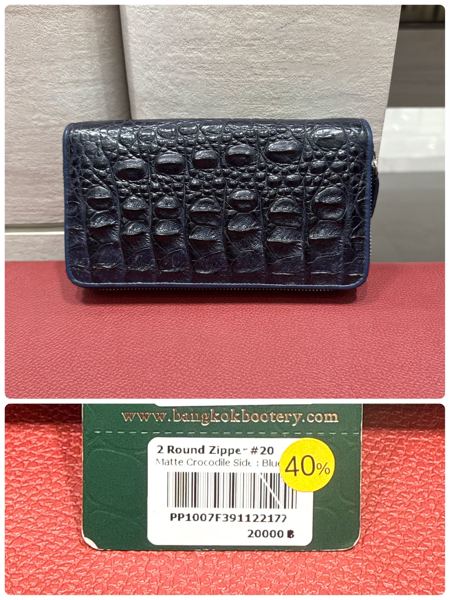 www.bangkokbootery.com
2 Round Zipper #20
Matte Crocodile Side : Blue
40%
PP1007F391122177
20000 ฿